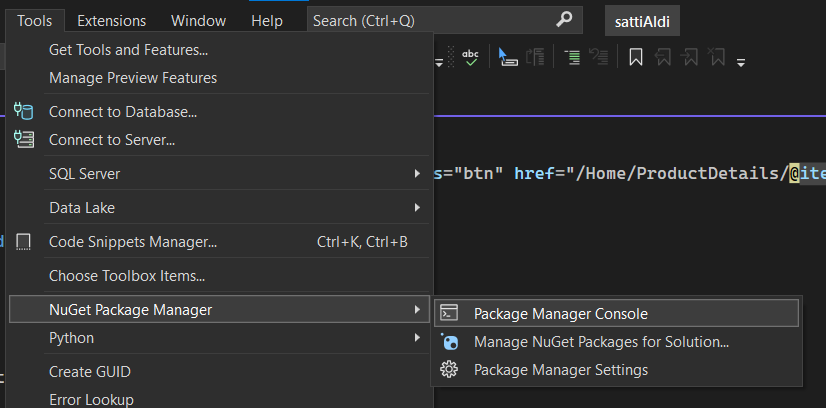 Tools Extensions Window Help Search (Ctrl+Q) sattiAldi
Get Tools and Features...
Manage Preview Features
Connect to Database...
Connect to Server...
SQL Server
s="btn" href="/Home/ProductDetails/@ite
Data Lake
Code Snippets Manager... Ctrl+K, Ctrl+B
Choose Toolbox Items...
NuGet Package Manager
Package Manager Console
Python
Manage NuGet Packages for Solution...
Create GUID
Package Manager Settings
Error Lookup